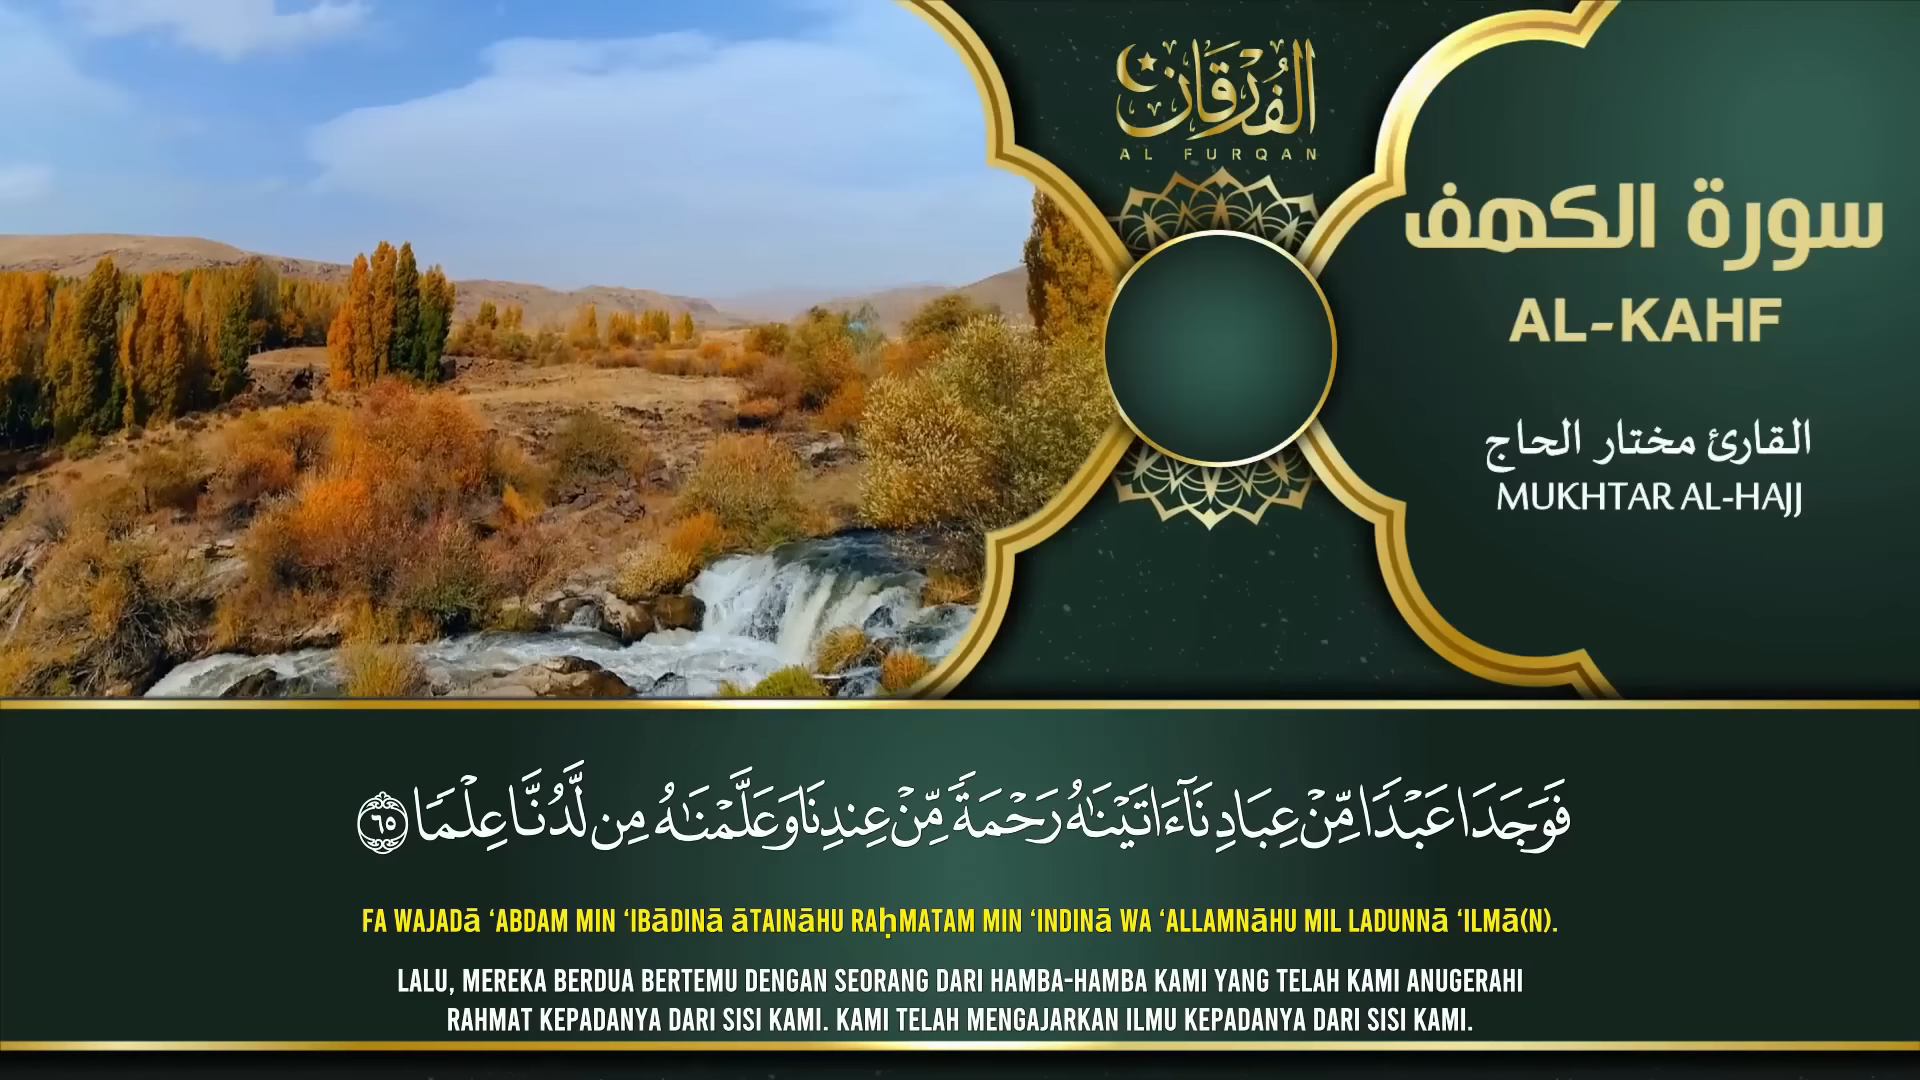 الفُرْقَان
AL FURQAN
سورة الكهف
AL-KAHF
القارئ مختار الحاج
MUKHTAR AL-HAJJ
فَوَجَدَا عَبْدًا مِّنْ عِبَادِنَآ ءَاتَيْنَٰهُ رَحْمَةً مِّنْ عِندِنَا وَعَلَّمْنَٰهُ مِن لَّدُنَّا عِلْمًا ٦٥
FA WAJADā ‘ABDAM MIN ‘IBāDINā āTAINāHU RAḥMATAM MIN ‘INDINā WA ‘ALLAMNāHU MIL LADUNNā ‘ILMā(N).
LALU, MEREKA BERDUA BERTEMU DENGAN SEORANG DARI HAMBA-HAMBA KAMI YANG TELAH KAMI ANUGERAHI
RAHMAT KEPADANYA DARI SISI KAMI. KAMI TELAH MENGAJARKAN ILMU KEPADANYA DARI SISI KAMI.